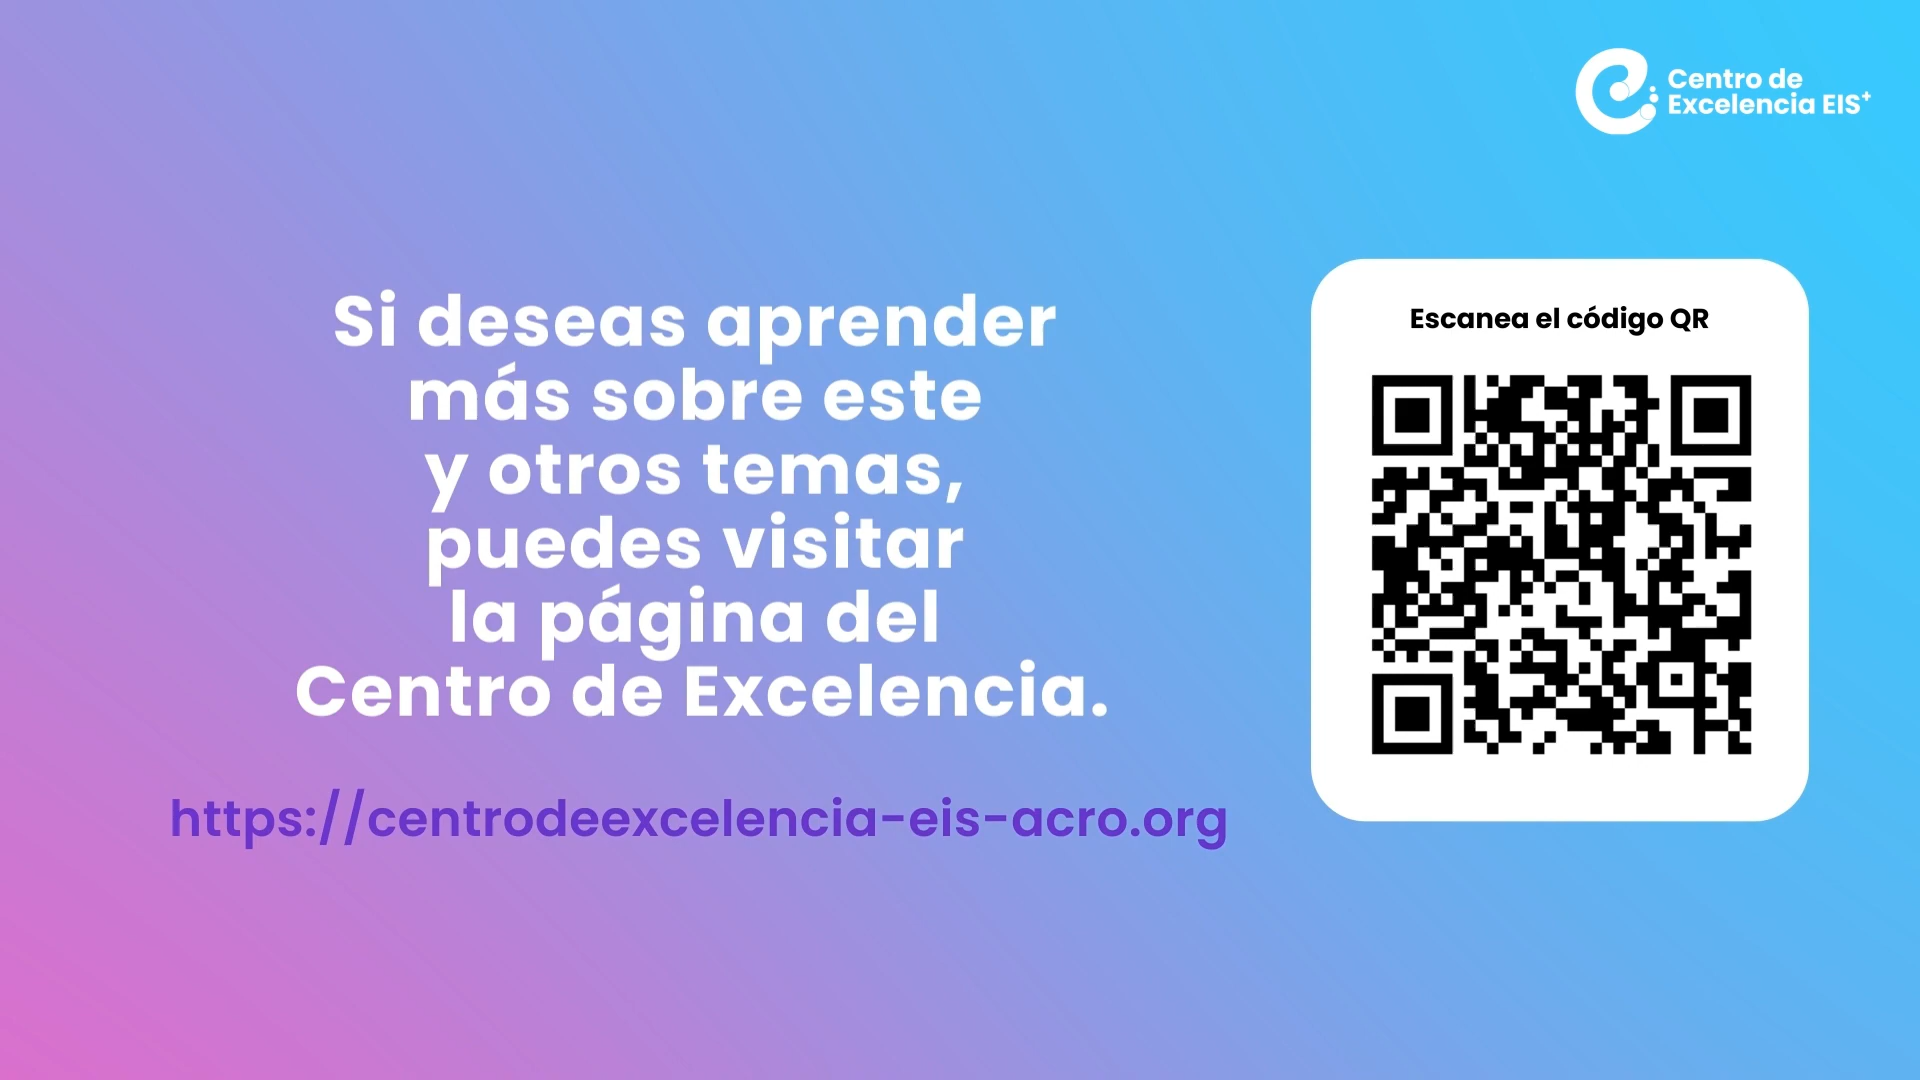 Centro de
Excelencia EIS+
Si deseas aprender
más sobre este
y otros temas,
puedes visitar
la página del
Centro de Excelencia.
https://centrodeexcelencia-eis-acro.org
Escanea el código QR